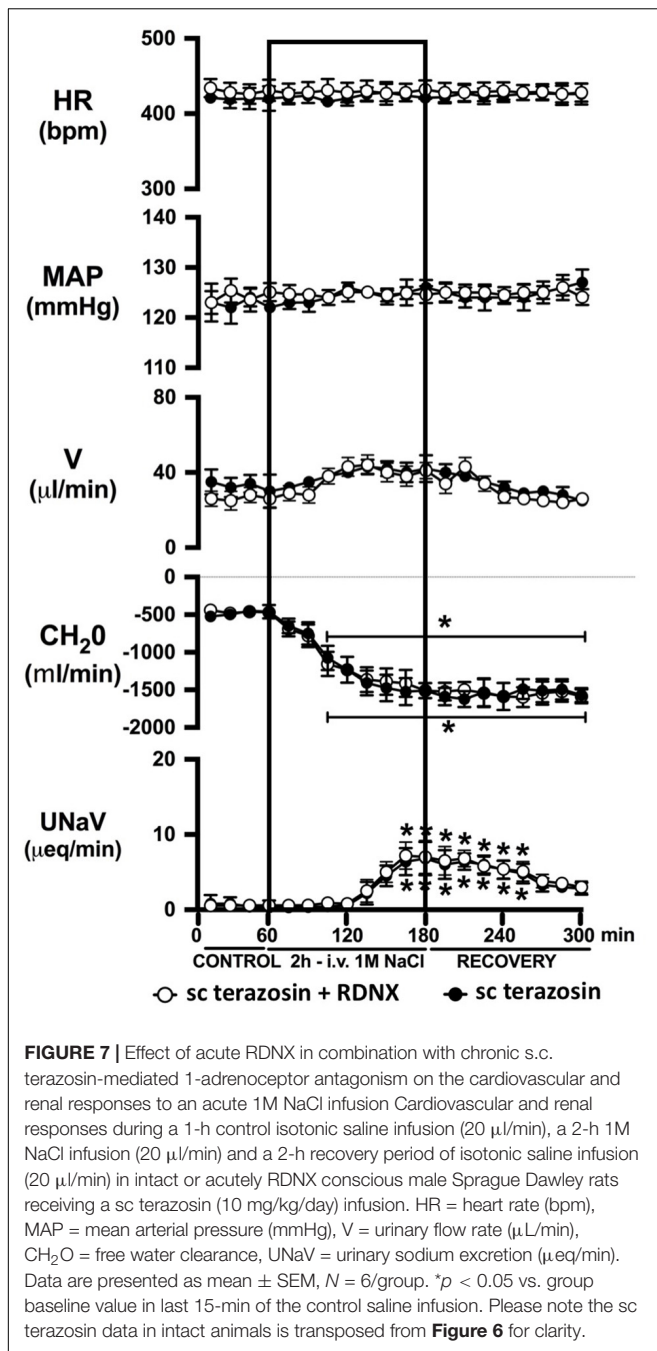 500
HR
(bpm)
400
300
140
MAP
(mmHg)
130
120
110
80
V
(μl/min)
40
0
0
-500
CH₂0
(ml/min)
-1000
-1500
-2000
*
*
20
UNaV
(μeq/min)
10
0
* * * * * * *
* * * * * * *
0 60 120 180 240 300 min
CONTROL 2h - i.v. 1M NaCl RECOVERY
sc terazosin + RDNX sc terazosin
FIGURE 7 | Effect of acute RDNX in combination with chronic s.c.
terazosin-mediated 1-adrenoceptor antagonism on the cardiovascular and
renal responses to an acute 1M NaCl infusion Cardiovascular and renal
responses during a 1-h control isotonic saline infusion (20 μl/min), a 2-h 1M
NaCl infusion (20 μl/min) and a 2-h recovery period of isotonic saline infusion
(20 μl/min) in intact or acutely RDNX conscious male Sprague Dawley rats
receiving a sc terazosin (10 mg/kg/day) infusion. HR = heart rate (bpm),
MAP = mean arterial pressure (mmHg), V = urinary flow rate (μL/min),
CH₂O = free water clearance, UNaV = urinary sodium excretion (μeq/min).
Data are presented as mean ± SEM, N = 6/group. *p < 0.05 vs. group
baseline value in last 15-min of the control saline infusion. Please note the sc
terazosin data in intact animals is transposed from Figure 6 for clarity.